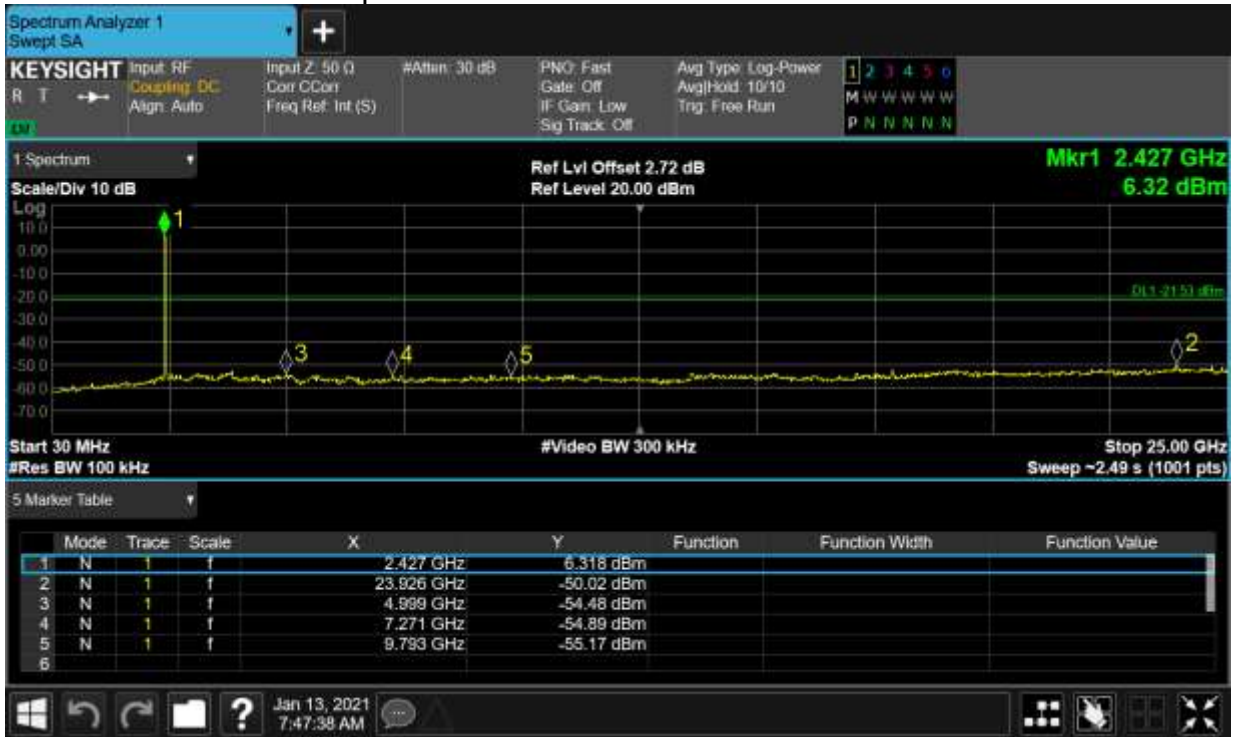 Spectrum Analyzer 1
Swept SA
+
KEYSIGHT Input: RF Input Z: 50 Ω #Atten: 30 dB PNO: Fast Avg Type: Log-Power 1 2 3 4 5 6
R T Coupling: DC Corr CCorr Gate: Off Avg|Hold: 10/10 M W W W W W
Align: Auto Freq Ref: Int (S) IF Gain: Low Trig: Free Run
Sig Track: Off P N N N N N
1 Spectrum Ref Lvl Offset 2.72 dB Mkr1 2.427 GHz
Scale/Div 10 dB Ref Level 20.00 dBm 6.32 dBm
Log
10.0
1
0.00
-10.0
-20.0
DL1 -21.53 dBm
-30.0
-40.0
3 4 5 2
-50.0
-60.0
-70.0
Start 30 MHz #Video BW 300 kHz Stop 25.00 GHz
#Res BW 100 kHz Sweep ~2.49 s (1001 pts)
5 Marker Table
Mode Trace Scale X Y Function Function Width Function Value
1 N 1 f 2.427 GHz 6.318 dBm
2 N 1 f 23.926 GHz -50.02 dBm
3 N 1 f 4.999 GHz -54.48 dBm
4 N 1 f 7.271 GHz -54.89 dBm
5 N 1 f 9.793 GHz -55.17 dBm
6
? Jan 13, 2021
7:47:38 AM